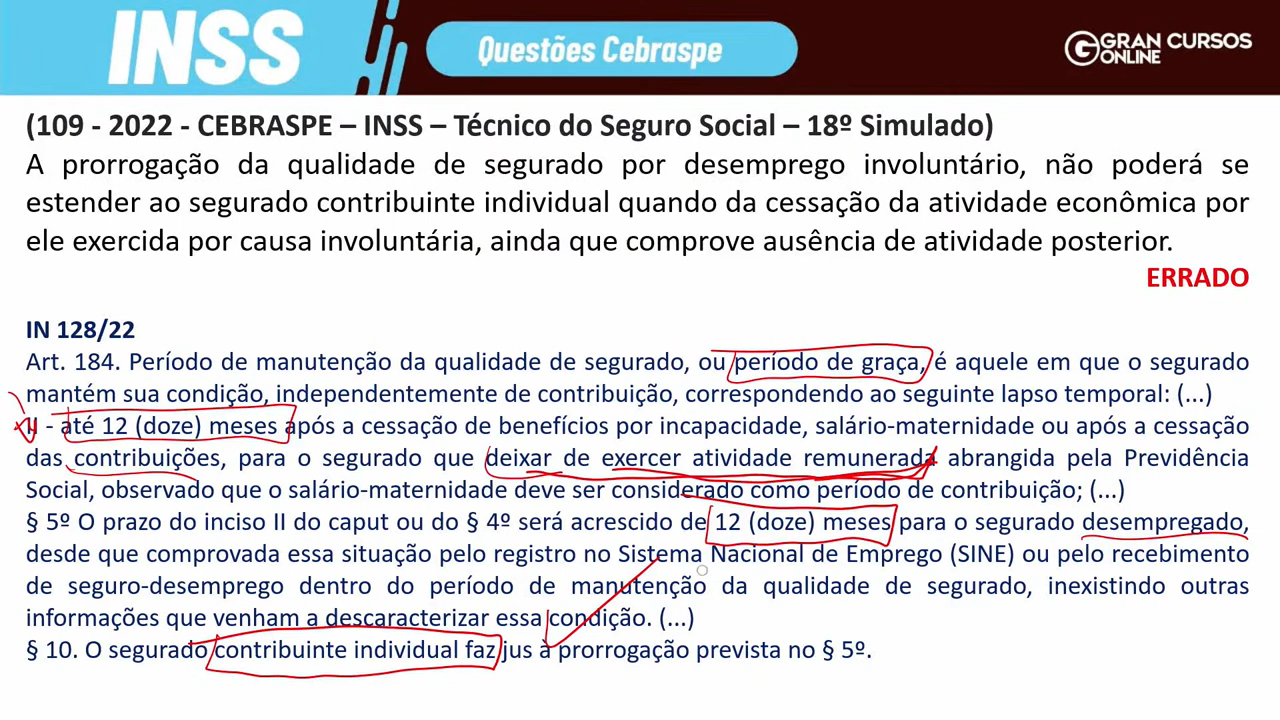 INSS
Questões Cebraspe
GRAN CURSOS
ONLINE
(109 - 2022 - CEBRASPE – INSS – Técnico do Seguro Social – 18º Simulado)
A prorrogação da qualidade de segurado por desemprego involuntário, não poderá se
estender ao segurado contribuinte individual quando da cessação da atividade econômica por
ele exercida por causa involuntária, ainda que comprove ausência de atividade posterior.
ERRADO
IN 128/22
Art. 184. Período de manutenção da qualidade de segurado, ou período de graça, é aquele em que o segurado
mantém sua condição, independentemente de contribuição, correspondendo ao seguinte lapso temporal: (...)
II - até 12 (doze) meses após a cessação de benefícios por incapacidade, salário-maternidade ou após a cessação
das contribuições, para o segurado que deixar de exercer atividade remunerada abrangida pela Previdência
Social, observado que o salário-maternidade deve ser considerado como período de contribuição; (...)
§ 5º O prazo do inciso II do caput ou do § 4º será acrescido de 12 (doze) meses para o segurado desempregado,
desde que comprovada essa situação pelo registro no Sistema Nacional de Emprego (SINE) ou pelo recebimento
de seguro-desemprego dentro do período de manutenção da qualidade de segurado, inexistindo outras
informações que venham a descaracterizar essa condição. (...)
§ 10. O segurado contribuinte individual faz jus à prorrogação prevista no § 5º.